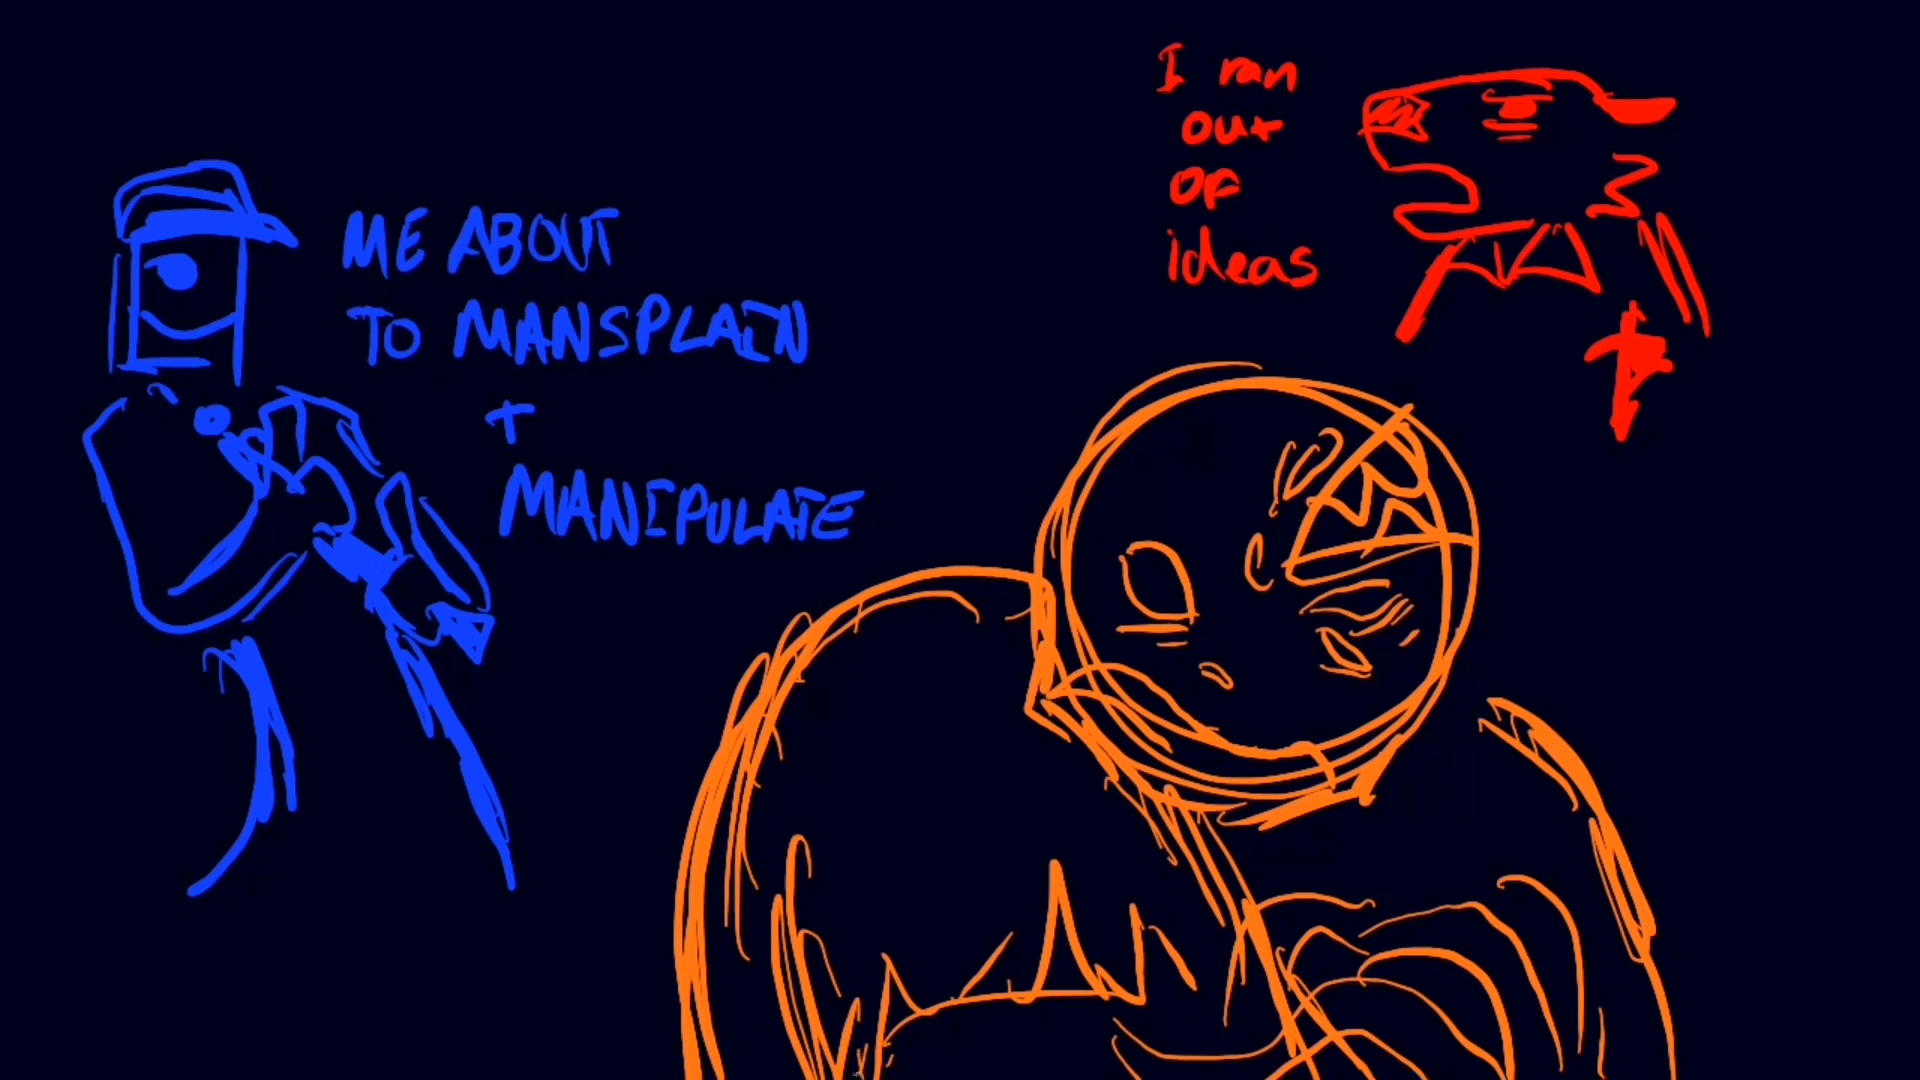 ME ABOUT
TO MANSPLAIN
+
MANIPULATE
I ran
out
OF
ideas